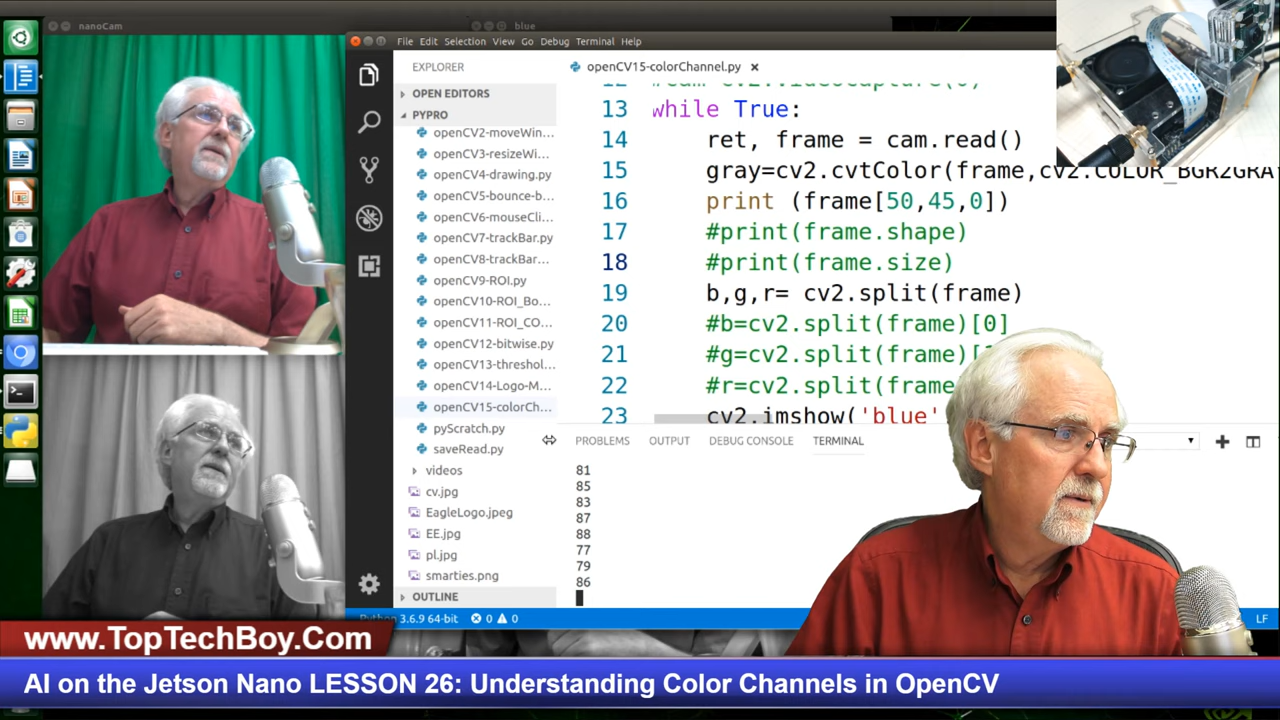 nanoCam
blue
File Edit Selection View Go Debug Terminal Help
EXPLORER
openCV15-colorChannel.py
OPEN EDITORS
PYPRO
openCV2-moveWin...
openCV3-resizeWi...
openCV4-drawing.py
openCV5-bounce-b...
openCV6-mouseCli...
openCV7-trackBar.py
openCV8-trackBar...
openCV9-ROI.py
openCV10-ROI_Bo...
openCV11-ROI_CO...
openCV12-bitwise.py
openCV13-threshol...
openCV14-Logo-M...
openCV15-colorCh...
pyScratch.py
saveRead.py
videos
cv.jpg
EagleLogo.jpeg
EE.jpg
pl.jpg
smarties.png
OUTLINE
13 while True:
14 ret, frame = cam.read()
15 gray=cv2.cvtColor(frame,cv2.COLOR_BGR2GRA
16 print (frame[50,45,0])
17 #print(frame.shape)
18 #print(frame.size)
19 b,g,r= cv2.split(frame)
20 #b=cv2.split(frame)[0]
21 #g=cv2.split(frame)[
22 #r=cv2.split(frame
23 cv2.imshow('blue'
PROBLEMS OUTPUT DEBUG CONSOLE TERMINAL
81
85
83
87
88
77
79
86
3.6.9 64-bit 0 0
LF
www.TopTechBoy.Com
AI on the Jetson Nano LESSON 26: Understanding Color Channels in OpenCV